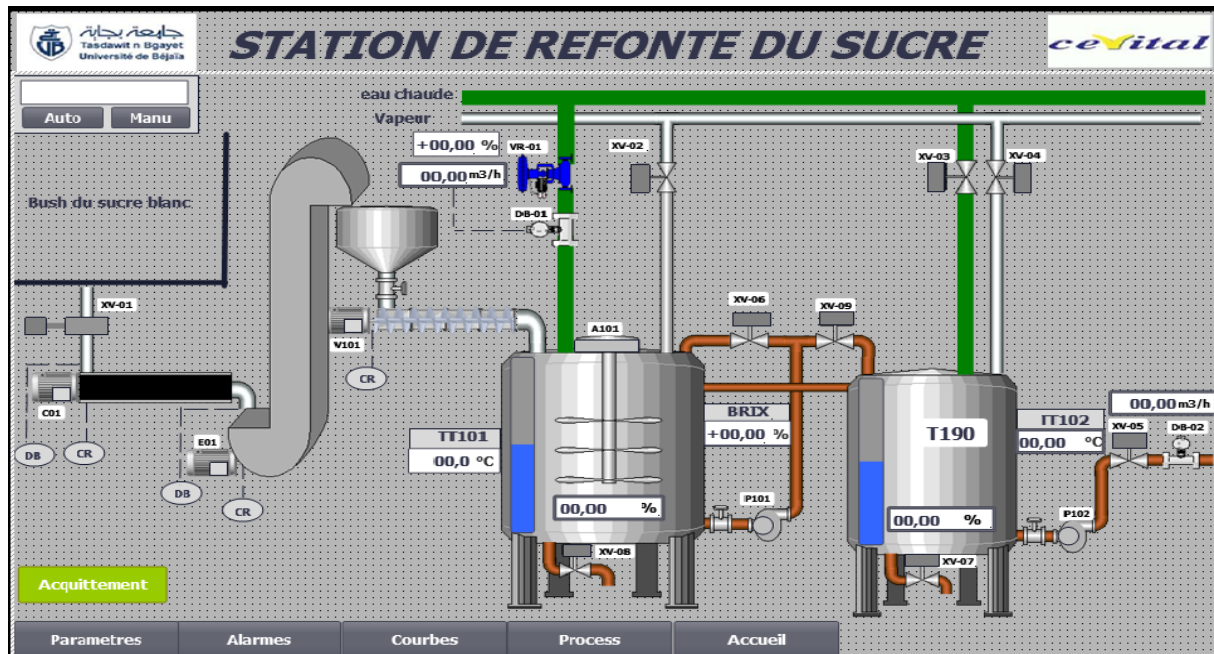 جامعة بجاية
Tasdawit n Bgayet
Université de Béjaïa
STATION DE REFONTE DU SUCRE
cevital
Auto
Manu
eau chaude
Vapeur
+00,00 %
VR-01
XV-02
XV-03
XV-04
00,00 m3/h
Bush du sucre blanc
DB-01
XV-01
XV-06
XV-09
V101
A101
CR
C01
BRIX
+00,00 %
00,00 m3/h
TT101
00,0 °C
T190
TT102
00,00 °C
XV-05
DB-02
E01
DB
CR
DB
CR
00,00 %
P101
00,00 %
P102
XV-08
XV-07
Acquittement
Parametres
Alarmes
Courbes
Process
Accueil